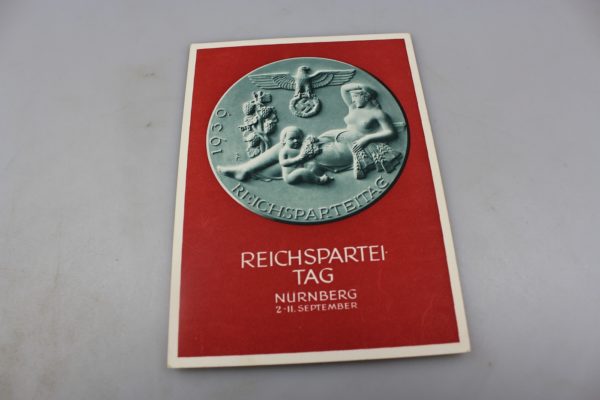 1939
REICHSPARTEITAG
REICHSPARTEI-
TAG
NÜRNBERG
2-11. SEPTEMBER